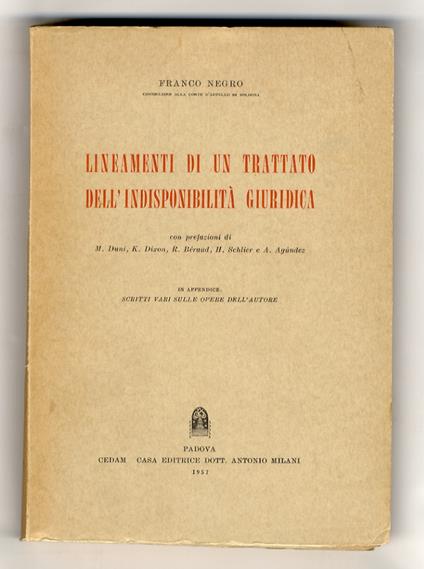 FRANCO NEGRO
CONSIGLIERE ALLA CORTE D'APPELLO DI BOLOGNA
LINEAMENTI DI UN TRATTATO
DELL'INDISPONIBILITÀ GIURIDICA
con prefazioni di
M. Duni, K. Dixon, R. Béraud, H. Schlier e A. Agúndez
IN APPENDICE:
SCRITTI VARI SULLE OPERE DELL'AUTORE
PADOVA
CEDAM CASA EDITRICE DOTT. ANTONIO MILANI
1957